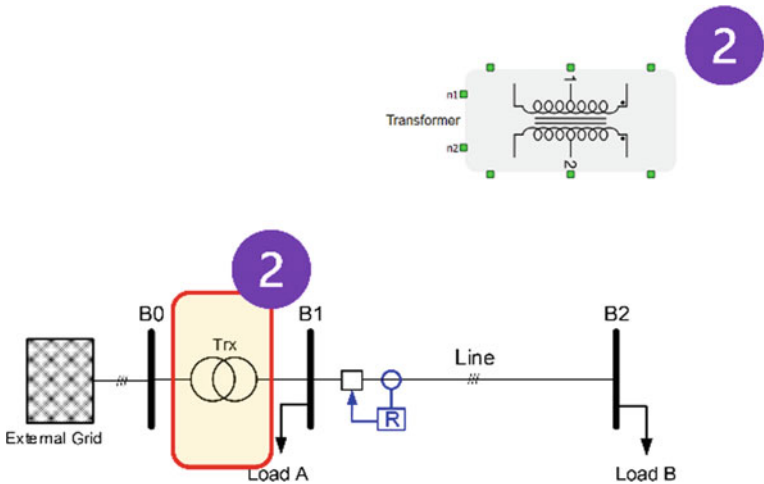 2
1
n1
Transformer
n2
2
2
B0
B1
B2
Trx
Line
R
External Grid
Load A
Load B